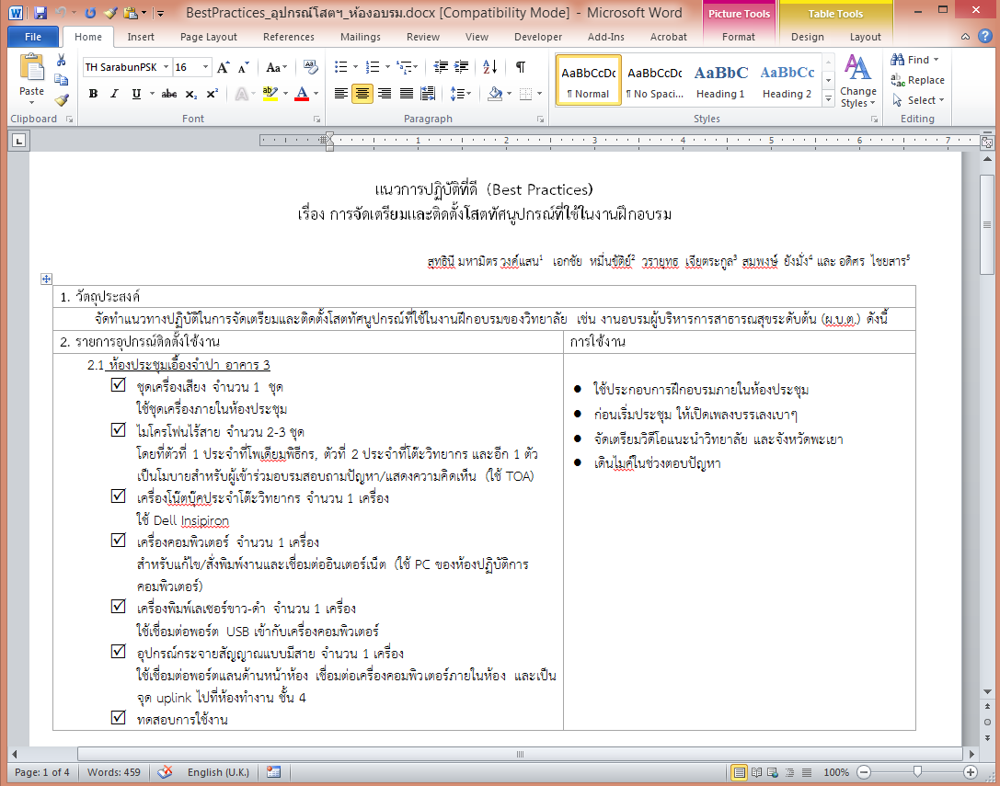 BestPractices_อุปกรณ์โสตฯ_ห้องอบรม.docx [Compatibility Mode] - Microsoft Word
Picture Tools
Table Tools
File Home Insert Page Layout References Mailings Review View Developer Add-Ins Acrobat Format Design Layout
Paste
Clipboard
TH SarabunPSK 16
Font
Paragraph
AaBbCcDc AaBbCcDc AaBbC AaBbCc
¶ Normal ¶ No Spaci... Heading 1 Heading 2
Change Styles
Styles
Find
Replace
Select
Editing
1 2 3 4 5 6 7
แนวการปฏิบัติที่ดี (Best Practices)
เรื่อง การจัดเตรียมและติดตั้งโสตทัศนูปกรณ์ที่ใช้ในงานฝึกอบรม
สุทธินี มหามิตร วงค์แสน¹ เอกชัย หมื่นขัติย์² วรายุทธ เจียตระกูล³ สมพงษ์ ยังมั่ง⁴ และ อดิศร ไชยสาร⁵
1. วัตถุประสงค์
จัดทำแนวทางปฏิบัติในการจัดเตรียมและติดตั้งโสตทัศนูปกรณ์ที่ใช้ในงานฝึกอบรมของวิทยาลัย เช่น งานอบรมผู้บริหารการสาธารณสุขระดับต้น (ผ.บ.ต.) ดังนี้
2. รายการอุปกรณ์ติดตั้งใช้งาน
การใช้งาน
2.1 ห้องประชุมเอื้องจำปา อาคาร 3
☑ ชุดเครื่องเสียง จำนวน 1 ชุด
ใช้ชุดเครื่องภายในห้องประชุม
☑ ไมโครโฟนไร้สาย จำนวน 2-3 ชุด
โดยที่ตัวที่ 1 ประจำที่โพเดียมพิธีกร, ตัวที่ 2 ประจำที่โต๊ะวิทยากร และอีก 1 ตัว
เป็นโมบายสำหรับผู้เข้าร่วมอบรมสอบถามปัญหา/แสดงความคิดเห็น (ใช้ TOA)
☑ เครื่องโน๊ตบุ๊คประจำโต๊ะวิทยากร จำนวน 1 เครื่อง
ใช้ Dell Insipiron
☑ เครื่องคอมพิวเตอร์ จำนวน 1 เครื่อง
สำหรับแก้ไข/สั่งพิมพ์งานและเชื่อมต่ออินเตอร์เน็ต (ใช้ PC ของห้องปฏิบัติการ
คอมพิวเตอร์)
☑ เครื่องพิมพ์เลเซอร์ขาว-ดำ จำนวน 1 เครื่อง
ใช้เชื่อมต่อพอร์ต USB เข้ากับเครื่องคอมพิวเตอร์
☑ อุปกรณ์กระจายสัญญาณแบบมีสาย จำนวน 1 เครื่อง
ใช้เชื่อมต่อพอร์ตแลนด้านหน้าห้อง เชื่อมต่อเครื่องคอมพิวเตอร์ภายในห้อง และเป็น
จุด uplink ไปที่ห้องทำงาน ชั้น 4
☑ ทดสอบการใช้งาน
● ใช้ประกอบการฝึกอบรมภายในห้องประชุม
● ก่อนเริ่มประชุม ให้เปิดเพลงบรรเลงเบาๆ
● จัดเตรียมวิดีโอแนะนำวิทยาลัย และจังหวัดพะเยา
● เดินไมค์ในช่วงตอบปัญหา
Page: 1 of 4 Words: 459 English (U.K.) 100%